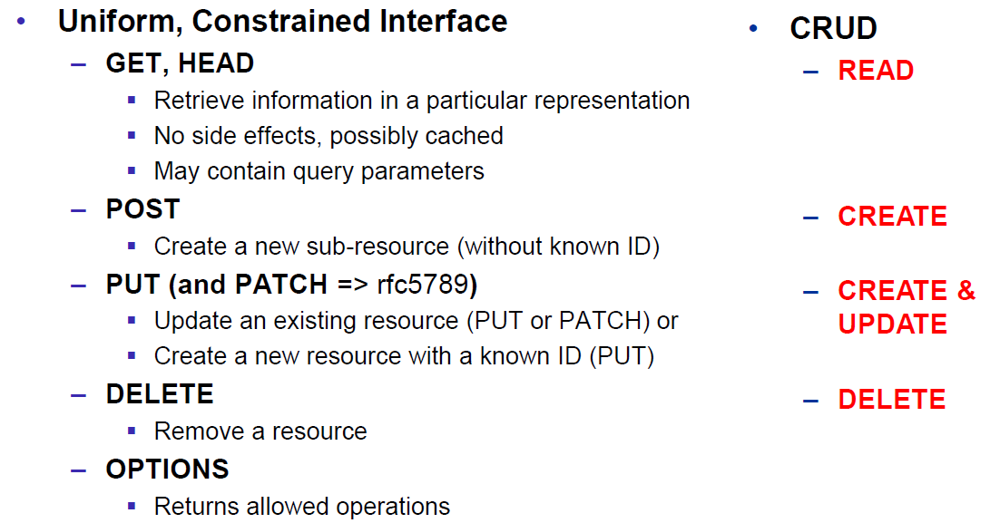 • Uniform, Constrained Interface
– GET, HEAD
▪ Retrieve information in a particular representation
▪ No side effects, possibly cached
▪ May contain query parameters
– POST
▪ Create a new sub-resource (without known ID)
– PUT (and PATCH => rfc5789)
▪ Update an existing resource (PUT or PATCH) or
▪ Create a new resource with a known ID (PUT)
– DELETE
▪ Remove a resource
– OPTIONS
▪ Returns allowed operations
• CRUD
– READ
– CREATE
– CREATE &
UPDATE
– DELETE